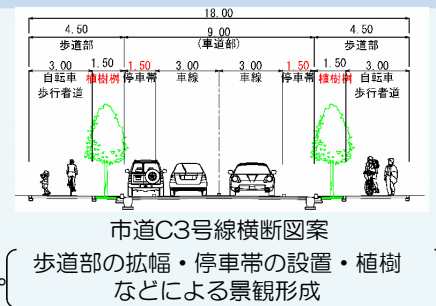 18.00
4.50 9.00 4.50
歩道部 (車道部) 歩道部
3.00 1.50 1.50 3.00 3.00 1.50 1.50 3.00
自転車 植樹桝 停車帯 車線 車線 停車帯 植樹桝 自転車
歩行者道 歩行者道
市道C3号線横断図案
。
歩道部の拡幅・停車帯の設置・植樹
などによる景観形成